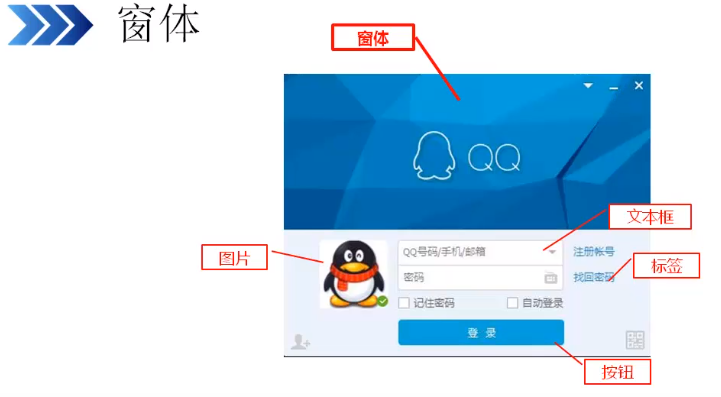 窗体
窗体
QQ
文本框
图片
QQ号码/手机/邮箱
注册帐号
标签
密码
找回密码
记住密码
自动登录
登 录
按钮